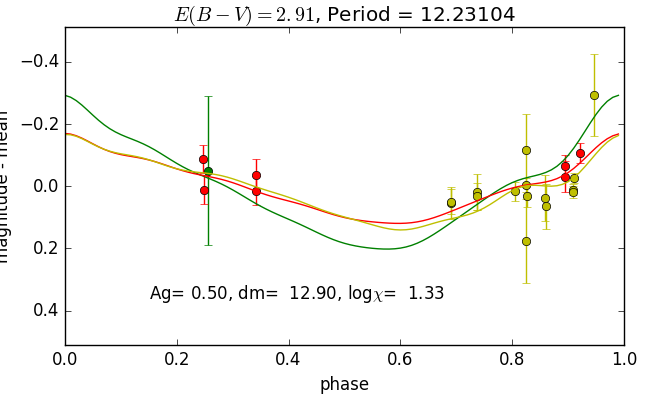 E(B − V) = 2.91, Period = 12.23104
−0.4
−0.2
0.0
0.2
0.4
magnitude - mean
Ag= 0.50, dm= 12.90, logχ= 1.33
0.0 0.2 0.4 0.6 0.8 1.0
phase